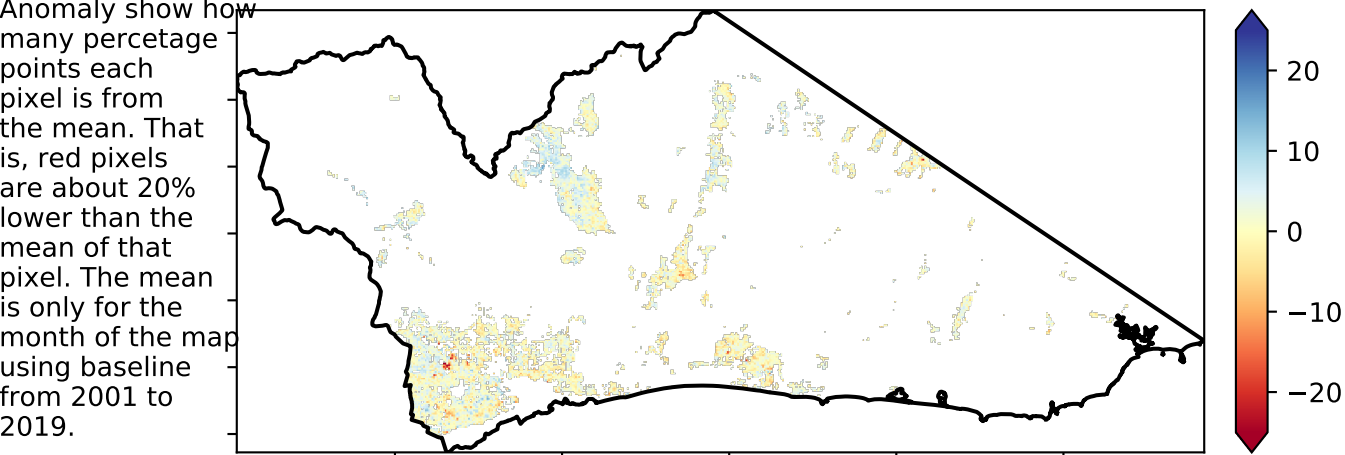 Anomaly show how
many percetage
points each
pixel is from
the mean. That
is, red pixels
are about 20%
lower than the
mean of that
pixel. The mean
is only for the
month of the map
using baseline
from 2001 to
2019.
20
10
0
−10
−20